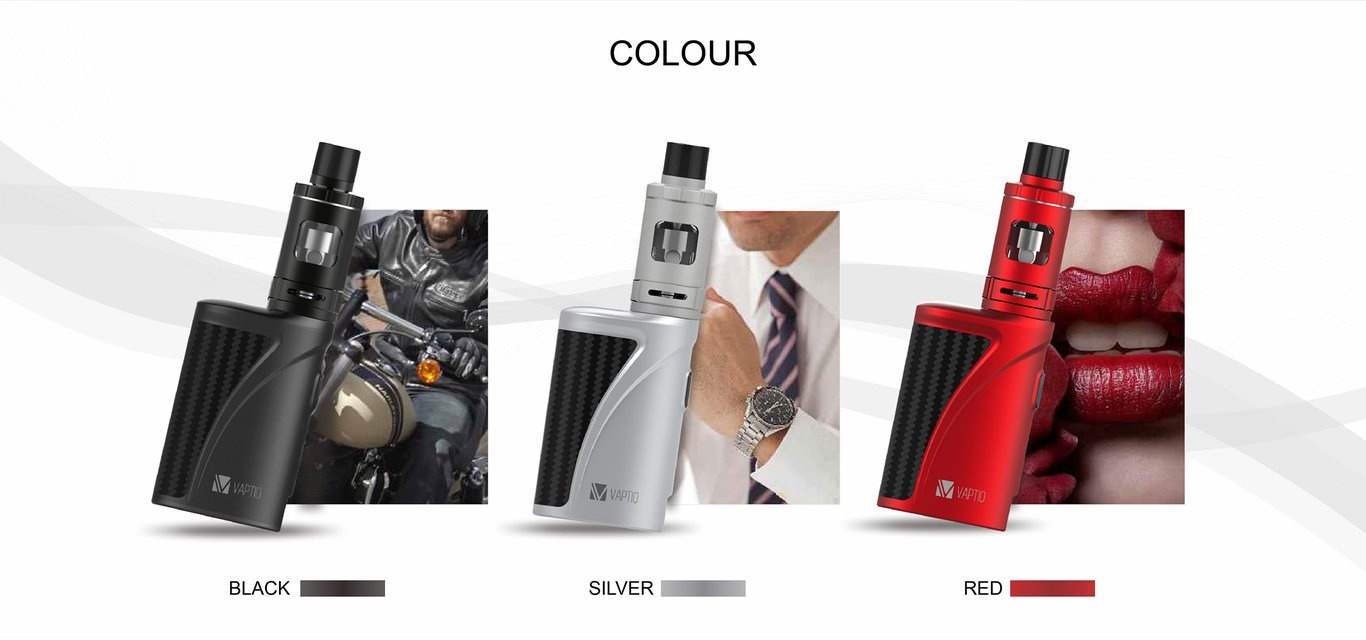 COLOUR
VAPTIO
VAPTIO
VAPTIO
BLACK
SILVER
RED